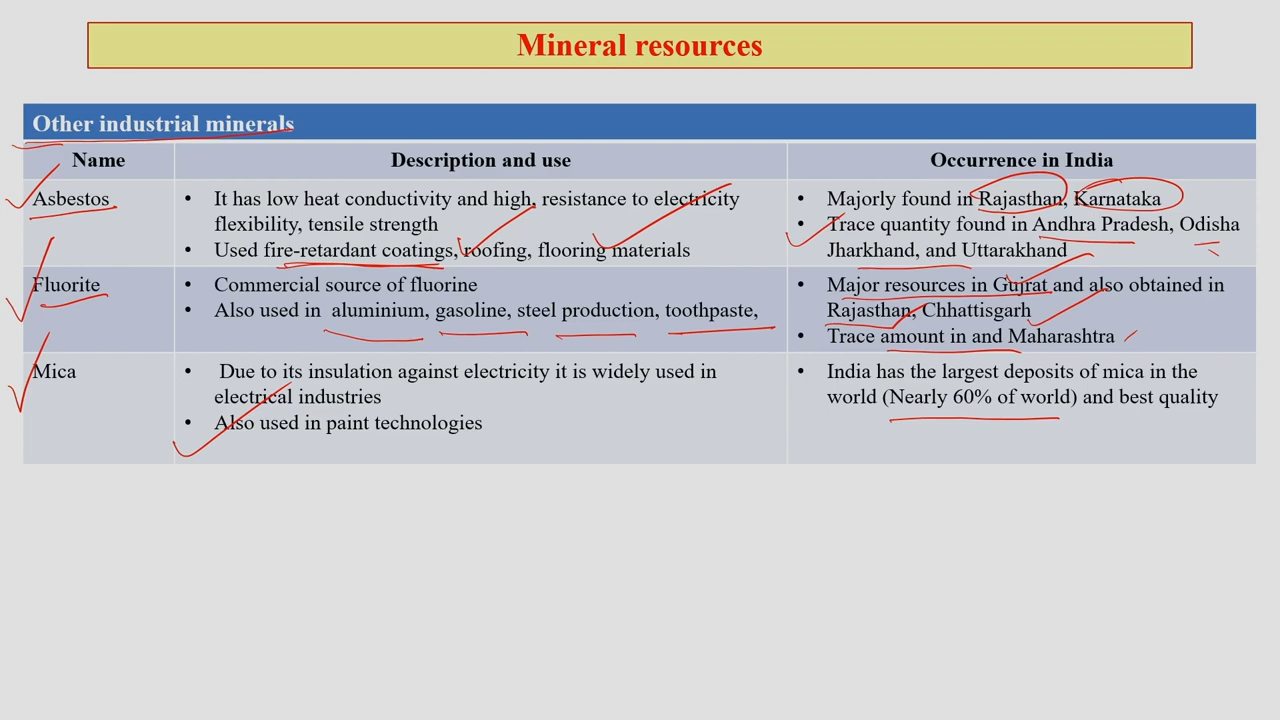 Mineral resources
Other industrial minerals
Name
Description and use
Occurrence in India
Asbestos
• It has low heat conductivity and high, resistance to electricity
flexibility, tensile strength
• Used fire-retardant coatings, roofing, flooring materials
• Majorly found in Rajasthan, Karnataka
• Trace quantity found in Andhra Pradesh, Odisha
Jharkhand, and Uttarakhand
Fluorite
• Commercial source of fluorine
• Also used in aluminium, gasoline, steel production, toothpaste,
• Major resources in Gujrat and also obtained in
Rajasthan, Chhattisgarh
• Trace amount in and Maharashtra
Mica
• Due to its insulation against electricity it is widely used in
electrical industries
• Also used in paint technologies
• India has the largest deposits of mica in the
world (Nearly 60% of world) and best quality